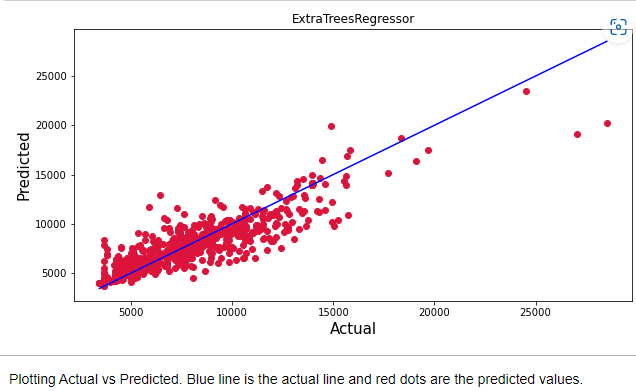 ExtraTreesRegressor
Predicted
25000
20000
15000
10000
5000
5000 10000 15000 20000 25000
Actual
Plotting Actual vs Predicted. Blue line is the actual line and red dots are the predicted values.